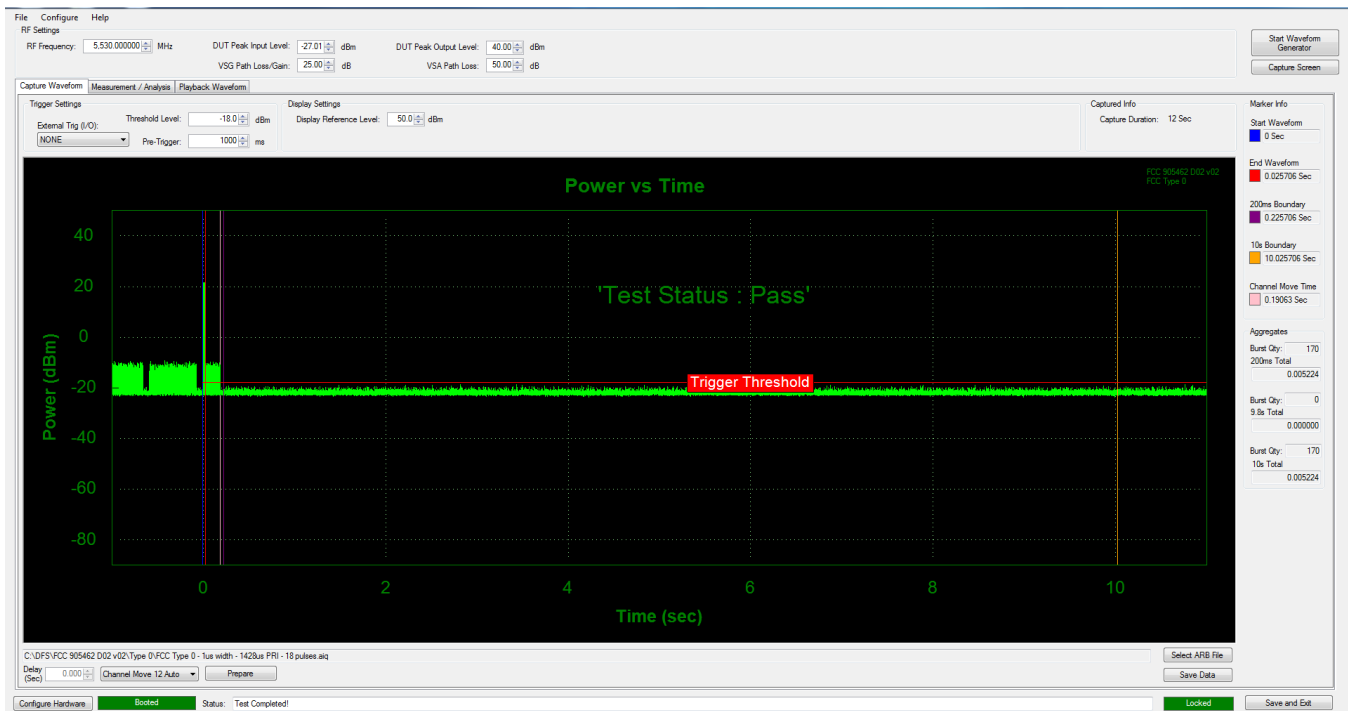 File Configure Help
RF Settings
RF Frequency: 5,530.000000 MHz DUT Peak Input Level: -27.01 dBm DUT Peak Output Level: 40.00 dBm
VSG Path Loss/Gain: 25.00 dB VSA Path Loss: 50.00 dB
Start Waveform
Generator
Capture Screen
Capture Waveform Measurement / Analysis Playback Waveform
Trigger Settings
External Trig (I/O):
NONE
Threshold Level: -18.0 dBm
Pre-Trigger: 1000 ms
Display Settings
Display Reference Level: 50.0 dBm
Captured Info
Capture Duration: 12 Sec
Marker Info
Start Waveform
0 Sec
End Waveform
0.025706 Sec
200ms Boundary
0.225706 Sec
10s Boundary
10.025706 Sec
Channel Move Time
0.19063 Sec
Aggregates
Burst Qty: 170
200ms Total
0.005224
Burst Qty: 0
9.8s Total
0.000000
Burst Qty: 170
10s Total
0.005224
Power vs Time
FCC 905462 D02 v02
FCC Type 0
'Test Status : Pass'
Trigger Threshold
Power (dBm)
40
20
0
-20
-40
-60
-80
0 2 4 6 8 10
Time (sec)
C:\DFS\FCC 905462 D02 v02\Type 0\FCC Type 0 - 1us width - 1428us PRI - 18 pulses.aiq
Select ARB File
Delay
(Sec) 0.000 Channel Move 12 Auto Prepare
Save Data
Configure Hardware Booted Status: Test Completed! Locked Save and Exit